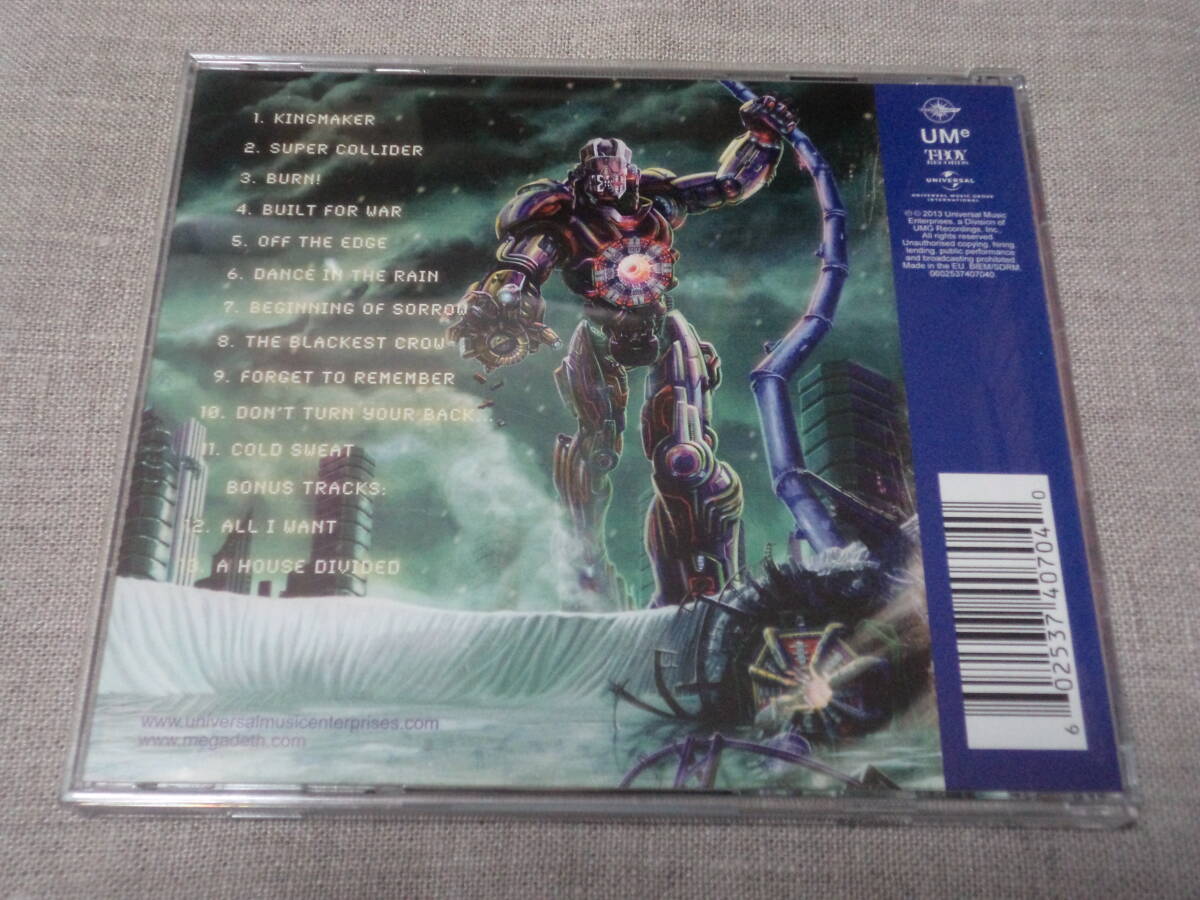 1. KINGMAKER
2. SUPER COLLIDER
3. BURN!
4. BUILT FOR WAR
5. OFF THE EDGE
6. DANCE IN THE RAIN
7. BEGINNING OF SORROW
8. THE BLACKEST CROW
9. FORGET TO REMEMBER
10. DON'T TURN YOUR BACK...
11. COLD SWEAT
BONUS TRACKS:
12. ALL I WANT
13. A HOUSE DIVIDED
www.universalmusicenterprises.com
www.megadeth.com
UMe
T-BOY
UNIVERSAL
UNIVERSAL MUSIC GROUP
INTERNATIONAL
℗ © 2013 Universal Music
Enterprises, a Division of
UMG Recordings, Inc.
All rights reserved.
Unauthorised copying, hiring,
lending, public performance
and broadcasting prohibited.
Made in the EU. BIEM/SDRM.
0602537407040.
6 02537 40704 0